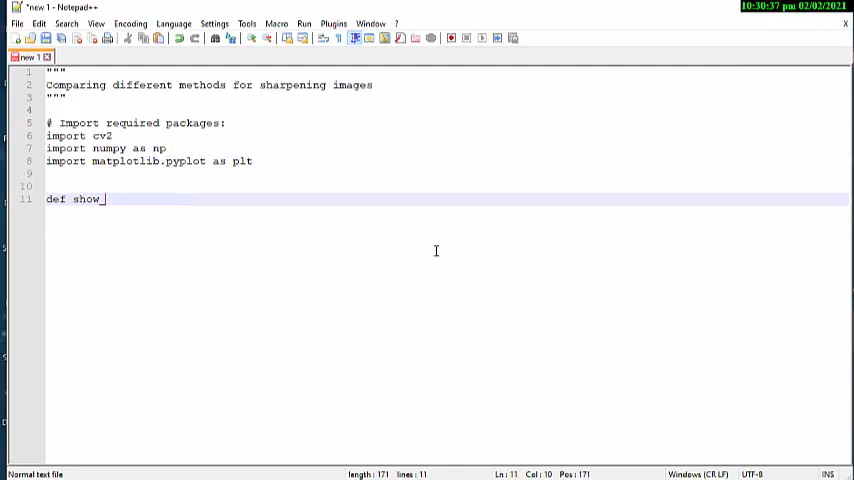 *new 1 - Notepad++
10:30:37 pm 02/02/2021
File Edit Search View Encoding Language Settings Tools Macro Run Plugins Window ? X
new 1
1 """
2 Comparing different methods for sharpening images
3 """
4
5 # Import required packages:
6 import cv2
7 import numpy as np
8 import matplotlib.pyplot as plt
9
10
11 def show_
Normal text file length : 171 lines : 11 Ln : 11 Col : 10 Pos : 171 Windows (CR LF) UTF-8 INS